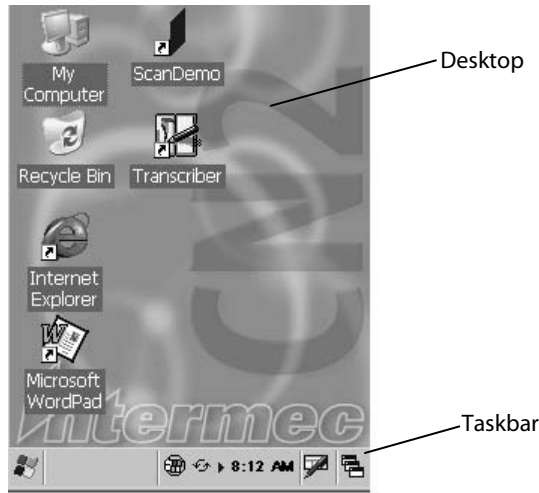 My
Computer
ScanDemo
Desktop
Recycle Bin
Transcriber
Internet
Explorer
Microsoft
WordPad
CN2
Intermec
Taskbar
8:12 AM